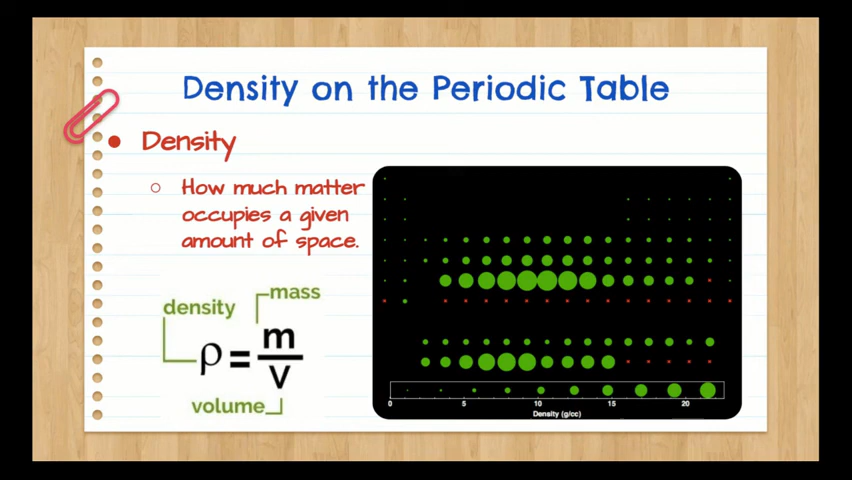 Density on the Periodic Table
● Density
○ How much matter
occupies a given
amount of space.
density
mass
ρ = m
V
volume
0 5 10 15 20
Density (g/cc)